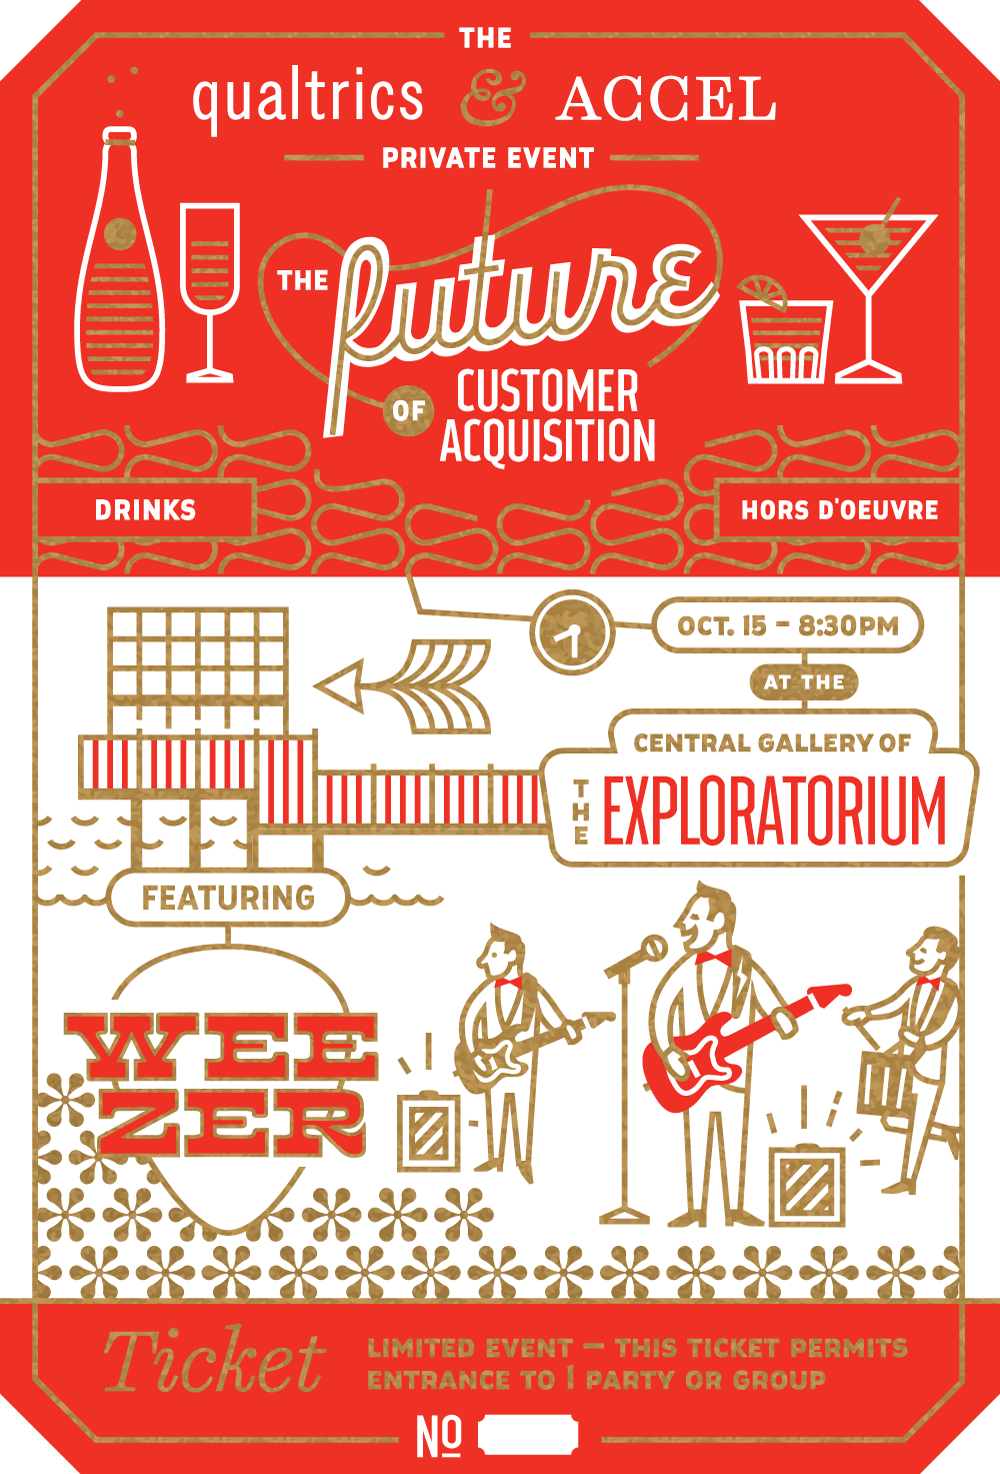 THE
qualtrics & ACCEL
PRIVATE EVENT
THE future
OF CUSTOMER
ACQUISITION
DRINKS
HORS D'OEUVRE
OCT. 15 – 8:30PM
AT THE
CENTRAL GALLERY OF
THE EXPLORATORIUM
FEATURING
WEE
ZER
Ticket
LIMITED EVENT — THIS TICKET PERMITS
ENTRANCE TO 1 PARTY OR GROUP
Nº